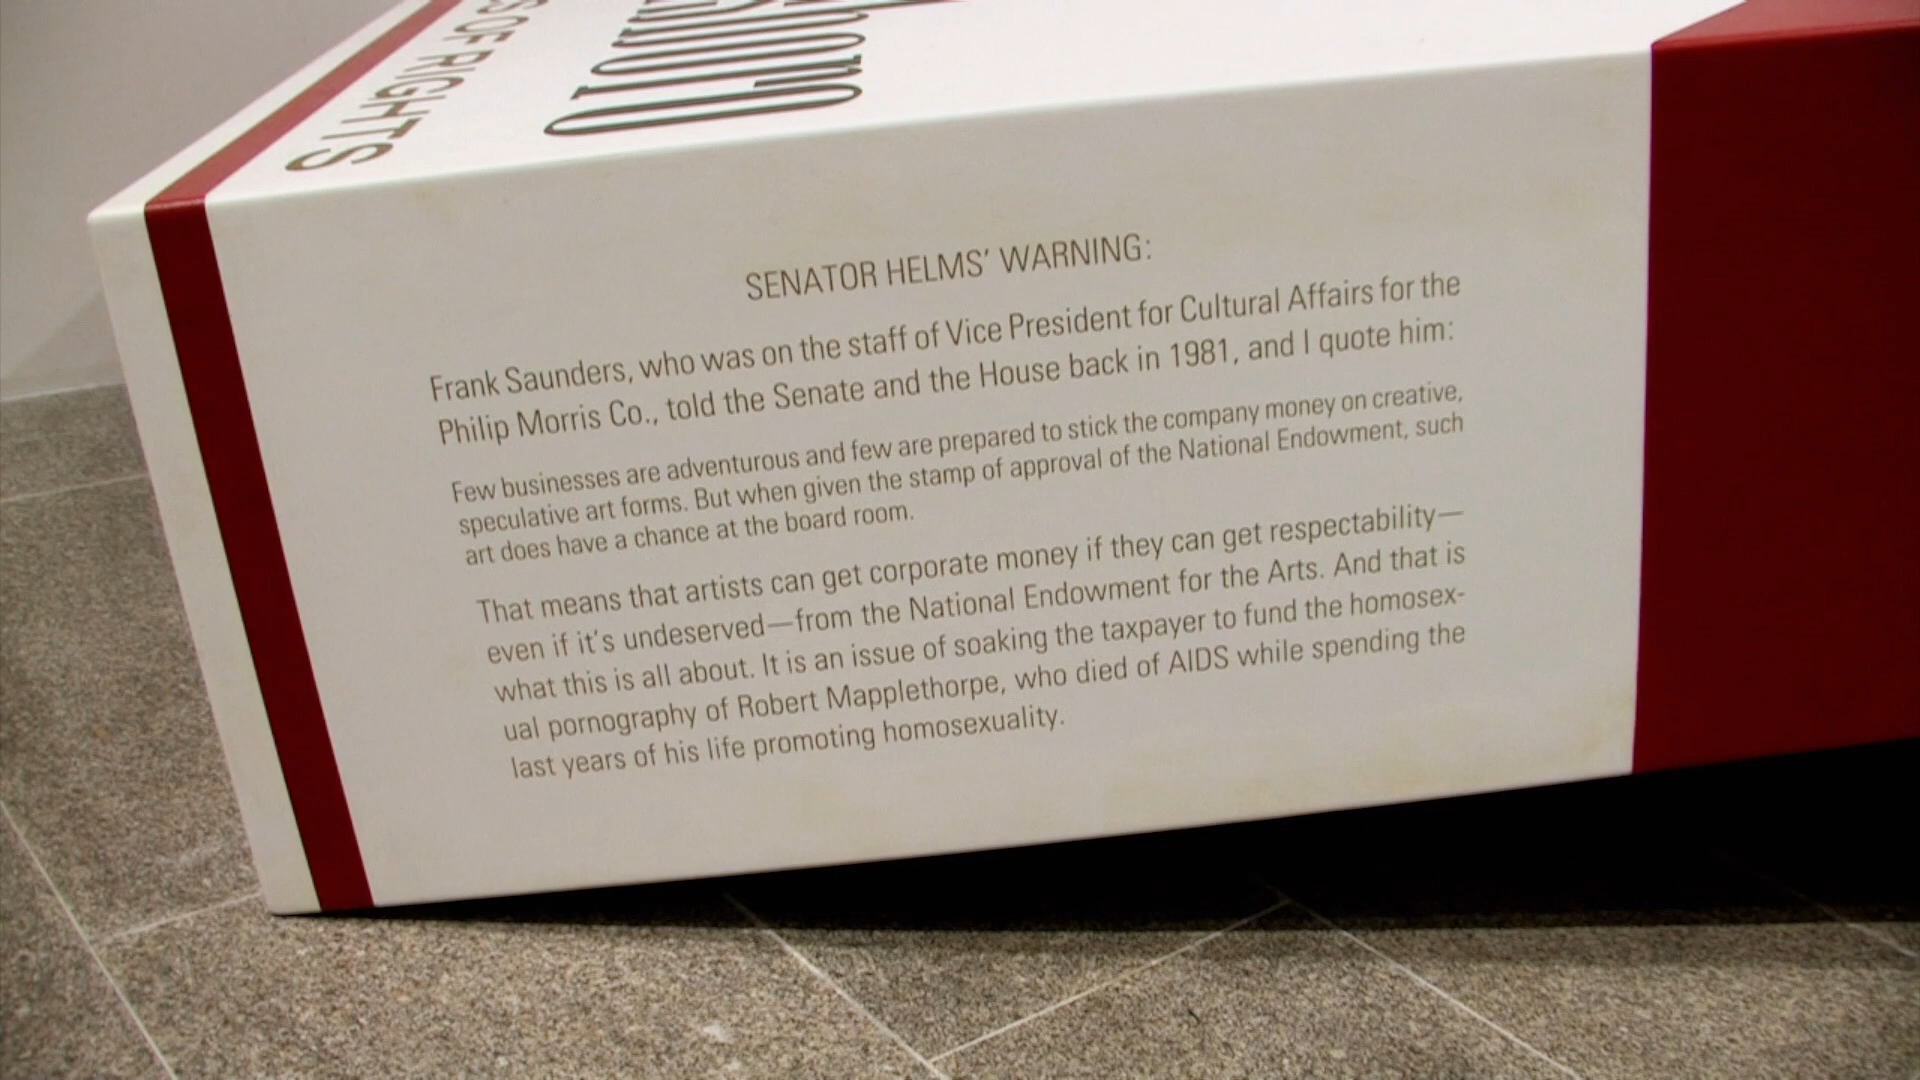 S OF RIGHTS
SENATOR HELMS' WARNING:
Frank Saunders, who was on the staff of Vice President for Cultural Affairs for the
Philip Morris Co., told the Senate and the House back in 1981, and I quote him:
Few businesses are adventurous and few are prepared to stick the company money on creative,
speculative art forms. But when given the stamp of approval of the National Endowment, such
art does have a chance at the board room.
That means that artists can get corporate money if they can get respectability—
even if it's undeserved—from the National Endowment for the Arts. And that is
what this is all about. It is an issue of soaking the taxpayer to fund the homosex-
ual pornography of Robert Mapplethorpe, who died of AIDS while spending the
last years of his life promoting homosexuality.